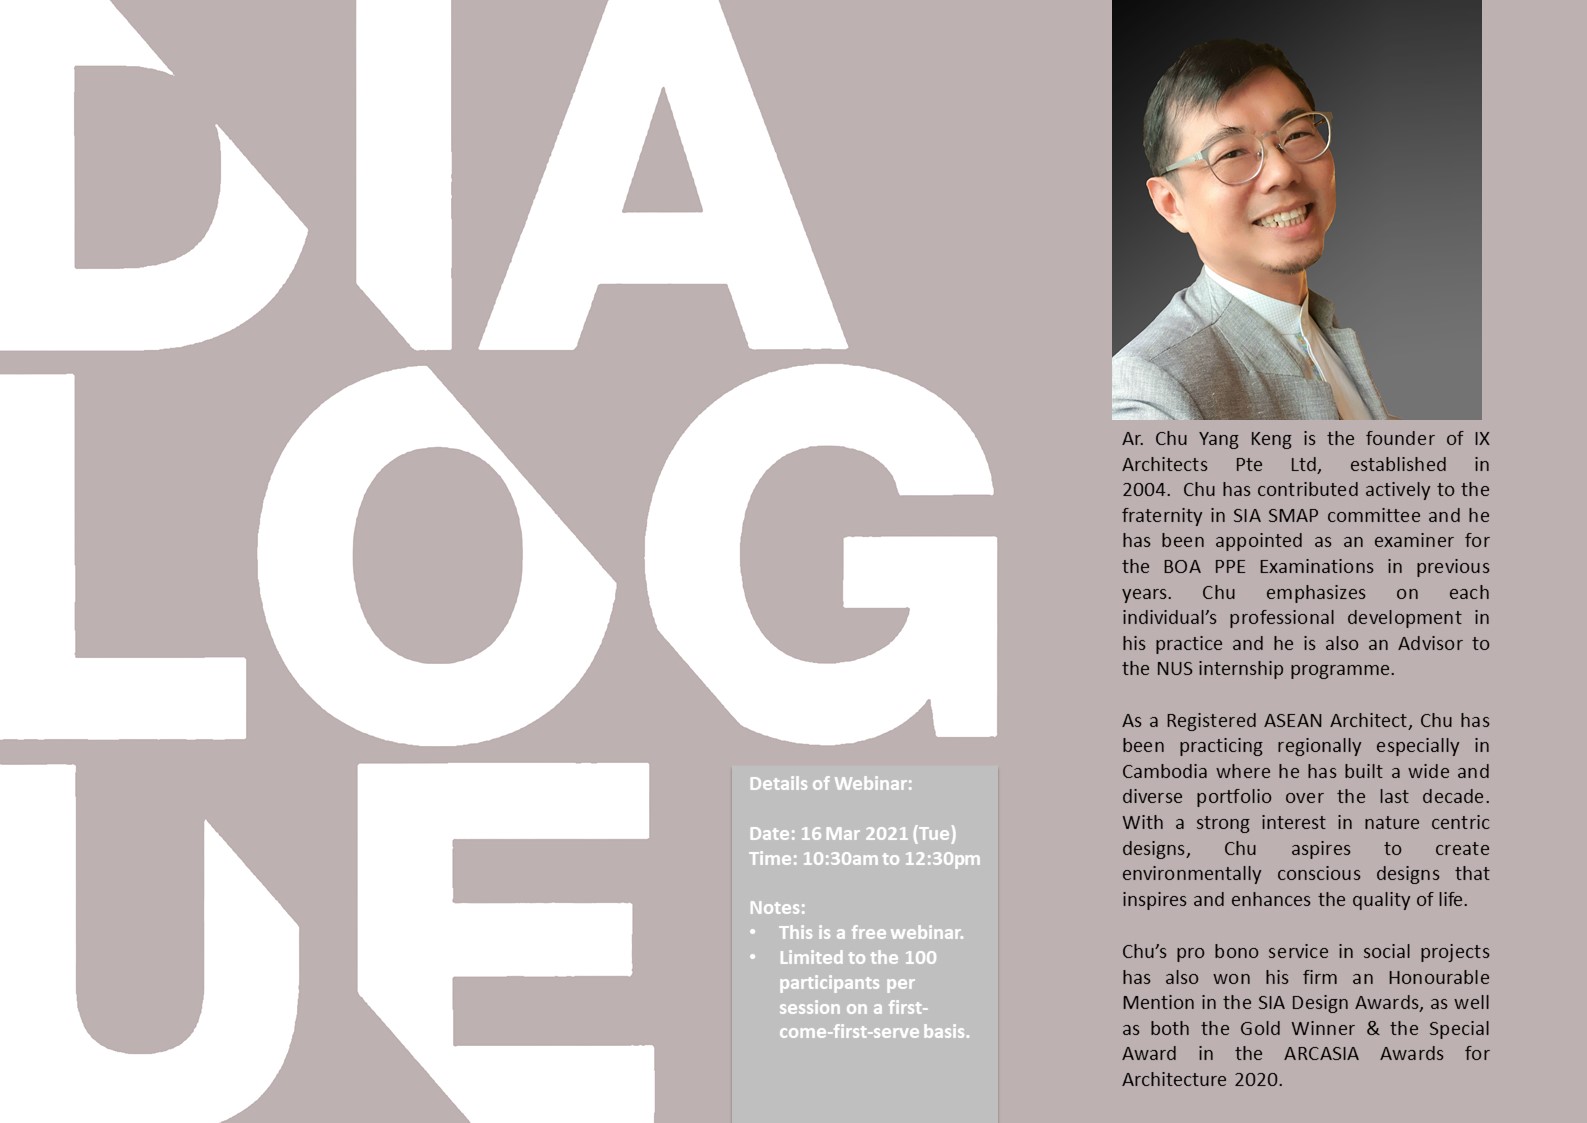 DIA
LOG
UE
Details of Webinar:
Date: 16 Mar 2021 (Tue)
Time: 10:30am to 12:30pm
Notes:
• This is a free webinar.
• Limited to the 100
participants per
session on a first-
come-first-serve basis.
Ar. Chu Yang Keng is the founder of IX
Architects Pte Ltd, established in
2004. Chu has contributed actively to the
fraternity in SIA SMAP committee and he
has been appointed as an examiner for
the BOA PPE Examinations in previous
years. Chu emphasizes on each
individual’s professional development in
his practice and he is also an Advisor to
the NUS internship programme.
As a Registered ASEAN Architect, Chu has
been practicing regionally especially in
Cambodia where he has built a wide and
diverse portfolio over the last decade.
With a strong interest in nature centric
designs, Chu aspires to create
environmentally conscious designs that
inspires and enhances the quality of life.
Chu’s pro bono service in social projects
has also won his firm an Honourable
Mention in the SIA Design Awards, as well
as both the Gold Winner & the Special
Award in the ARCASIA Awards for
Architecture 2020.